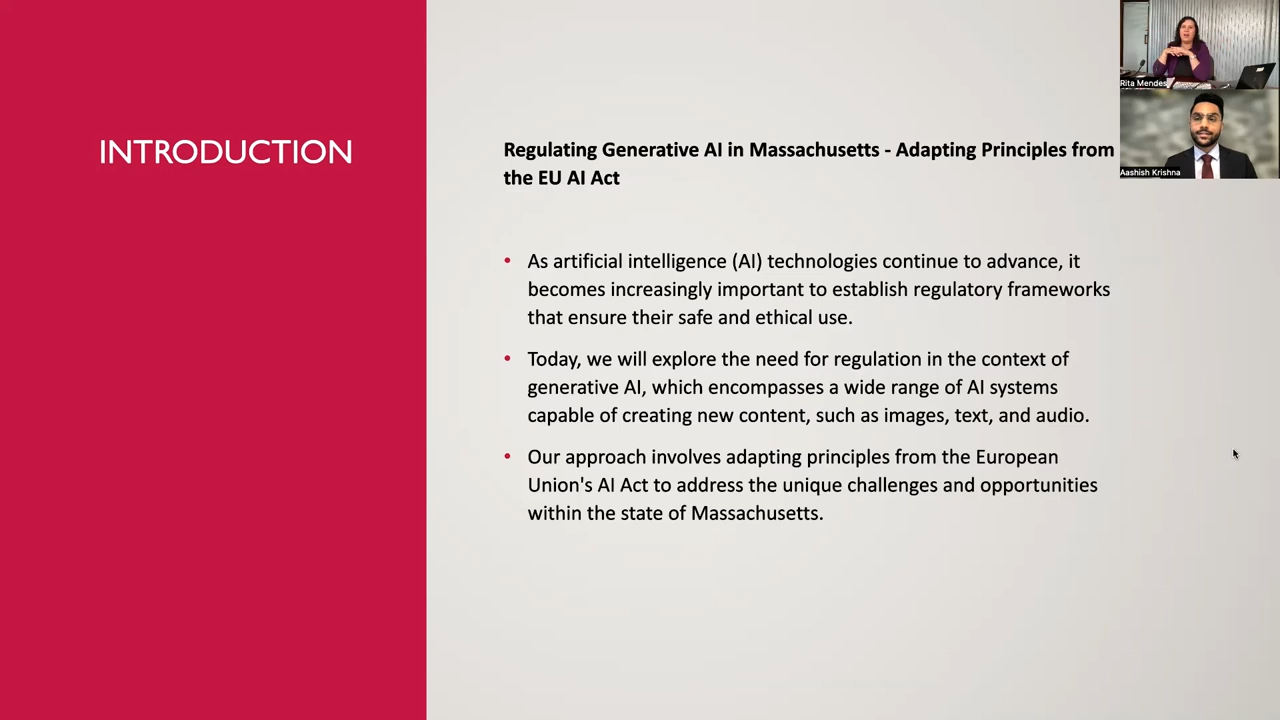 INTRODUCTION
Regulating Generative AI in Massachusetts - Adapting Principles from
the EU AI Act
• As artificial intelligence (AI) technologies continue to advance, it
becomes increasingly important to establish regulatory frameworks
that ensure their safe and ethical use.
• Today, we will explore the need for regulation in the context of
generative AI, which encompasses a wide range of AI systems
capable of creating new content, such as images, text, and audio.
• Our approach involves adapting principles from the European
Union's AI Act to address the unique challenges and opportunities
within the state of Massachusetts.
Rita Mendes
Aashish Krishna